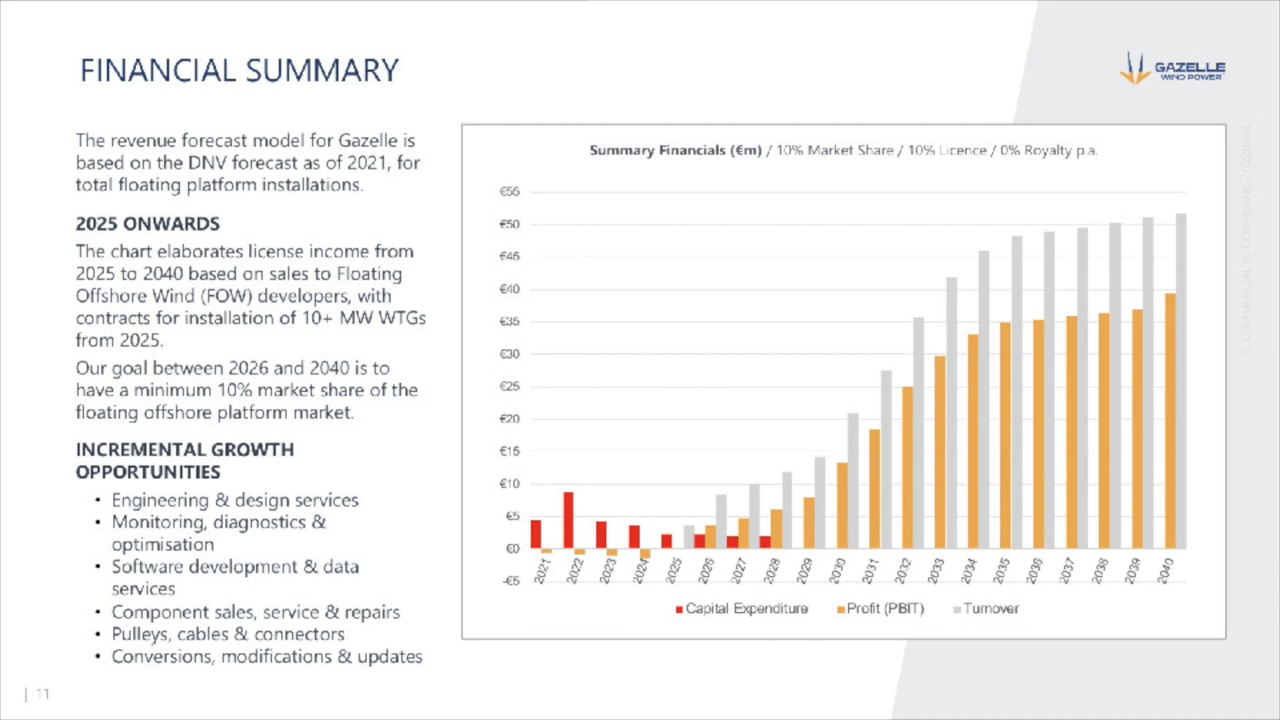 FINANCIAL SUMMARY
GAZELLE
WIND POWER
The revenue forecast model for Gazelle is
based on the DNV forecast as of 2021, for
total floating platform installations.
2025 ONWARDS
The chart elaborates license income from
2025 to 2040 based on sales to Floating
Offshore Wind (FOW) developers, with
contracts for installation of 10+ MW WTGs
from 2025.
Our goal between 2026 and 2040 is to
have a minimum 10% market share of the
floating offshore platform market.
INCREMENTAL GROWTH
OPPORTUNITIES
• Engineering & design services
• Monitoring, diagnostics &
optimisation
• Software development & data
services
• Component sales, service & repairs
• Pulleys, cables & connectors
• Conversions, modifications & updates
Summary Financials (€m) / 10% Market Share / 10% Licence / 0% Royalty p.a.
€55
€50
€45
€40
€35
€30
€25
€20
€15
€10
€5
€0
-€5
2021 2022 2023 2024 2025 2026 2027 2028 2029 2030 2031 2032 2033 2034 2035 2036 2037 2038 2039 2040
Capital Expenditure Profit (PBIT) Turnover
© COMMERCIAL IN CONFIDENCE
| 11